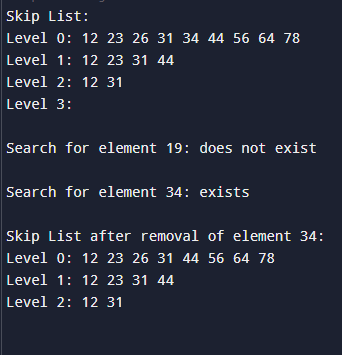 Skip List:
Level 0: 12 23 26 31 34 44 56 64 78
Level 1: 12 23 31 44
Level 2: 12 31
Level 3:
Search for element 19: does not exist
Search for element 34: exists
Skip List after removal of element 34:
Level 0: 12 23 26 31 44 56 64 78
Level 1: 12 23 31 44
Level 2: 12 31